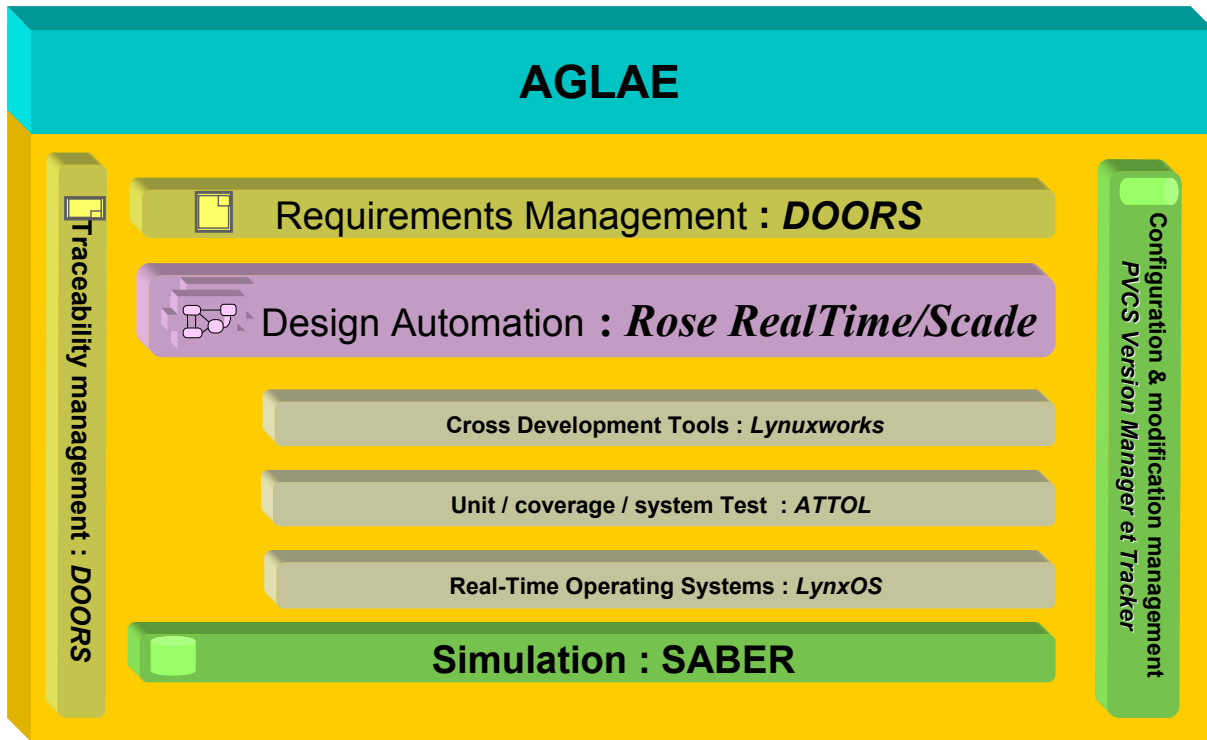 AGLAE
Traceability management : DOORS
Requirements Management : DOORS
Design Automation : Rose RealTime/Scade
Cross Development Tools : Lynuxworks
Unit / coverage / system Test  : ATTOL
Real-Time Operating Systems : LynxOS
Simulation : SABER
Configuration & modification management
PVCS Version Manager et Tracker